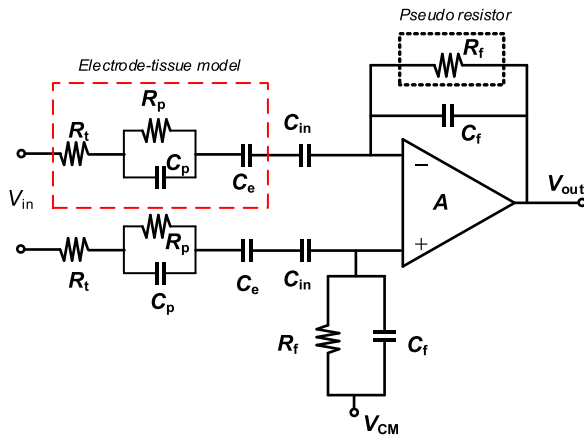 Pseudo resistor
Rf
Electrode-tissue model
Rp
Rt
Cin
Cf
Cp
Ce
−
Vin
A
Vout
+
Rp
Rt
Cp
Ce
Cin
Rf
Cf
VCM